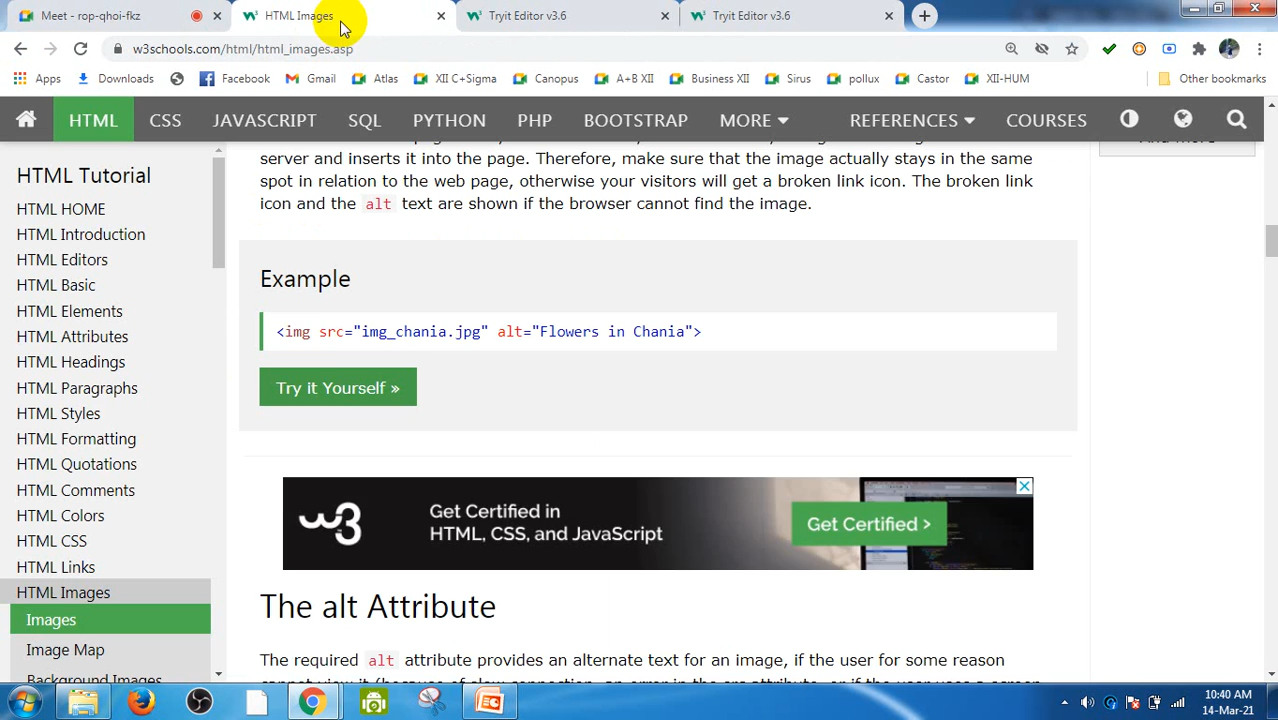 Meet - rop-qhoi-fkz
HTML Images
Tryit Editor v3.6
Tryit Editor v3.6
w3schools.com/html/html_images.asp
Apps
Downloads
Facebook
Gmail
Atlas
XII C+Sigma
Canopus
A+B XII
Business XII
Sirus
pollux
Castor
XII-HUM
Other bookmarks
HTML
CSS
JAVASCRIPT
SQL
PYTHON
PHP
BOOTSTRAP
MORE
REFERENCES
COURSES
HTML Tutorial
HTML HOME
HTML Introduction
HTML Editors
HTML Basic
HTML Elements
HTML Attributes
HTML Headings
HTML Paragraphs
HTML Styles
HTML Formatting
HTML Quotations
HTML Comments
HTML Colors
HTML CSS
HTML Links
HTML Images
Images
Image Map
Background Images
server and inserts it into the page. Therefore, make sure that the image actually stays in the same
spot in relation to the web page, otherwise your visitors will get a broken link icon. The broken link
icon and the alt text are shown if the browser cannot find the image.
Example
<img src="img_chania.jpg" alt="Flowers in Chania">
Try it Yourself »
w3
Get Certified in
HTML, CSS, and JavaScript
Get Certified >
The alt Attribute
The required alt attribute provides an alternate text for an image, if the user for some reason
10:40 AM
14-Mar-21